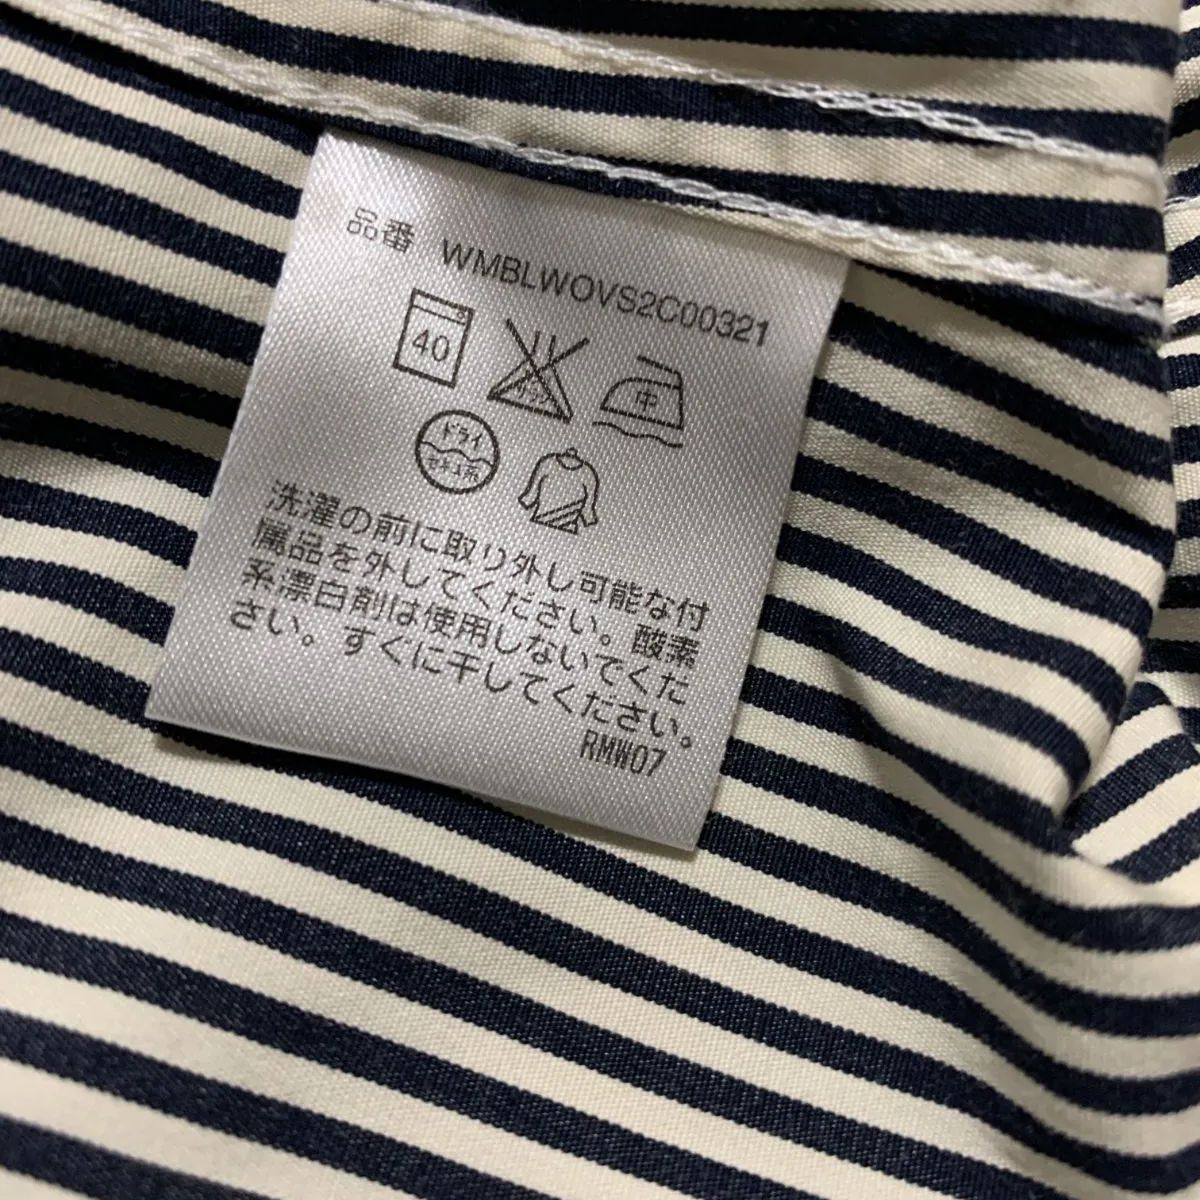 品番 WMBLWOVS2C00321
40
中
ドライ
洗濯の前に取り外し可能な付
属品を外してください。酸素
系漂白剤は使用しないでくだ
さい。すぐに干してください。
RMW07